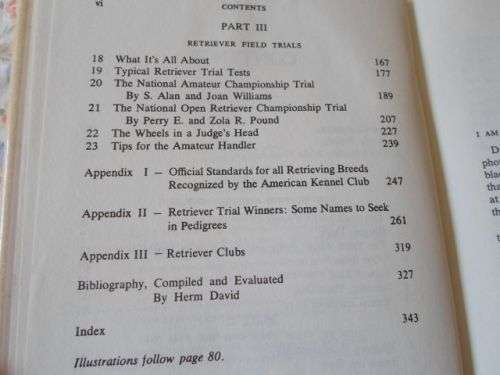 vi CONTENTS
PART III
RETRIEVER FIELD TRIALS
18 What It's All About 167
19 Typical Retriever Trial Tests 177
20 The National Amateur Championship Trial
By S. Alan and Joan Williams 189
21 The National Open Retriever Championship Trial
By Perry E. and Zola R. Pound 207
22 The Wheels in a Judge's Head 227
23 Tips for the Amateur Handler 239
Appendix I — Official Standards for all Retrieving Breeds
Recognized by the American Kennel Club 247
Appendix II — Retriever Trial Winners: Some Names to Seek
in Pedigrees 261
Appendix III — Retriever Clubs 319
Bibliography, Compiled and Evaluated 327
By Herm David
Index 343
Illustrations follow page 80.
I AM
D
pho
blac
that
at
th
t